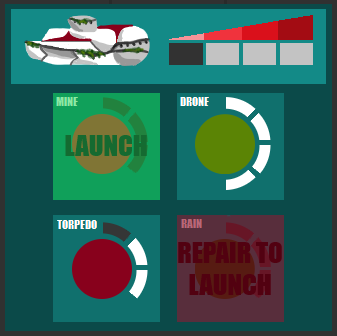 MINE
LAUNCH
DRONE
TORPEDO
RAIN
REPAIR TO
LAUNCH